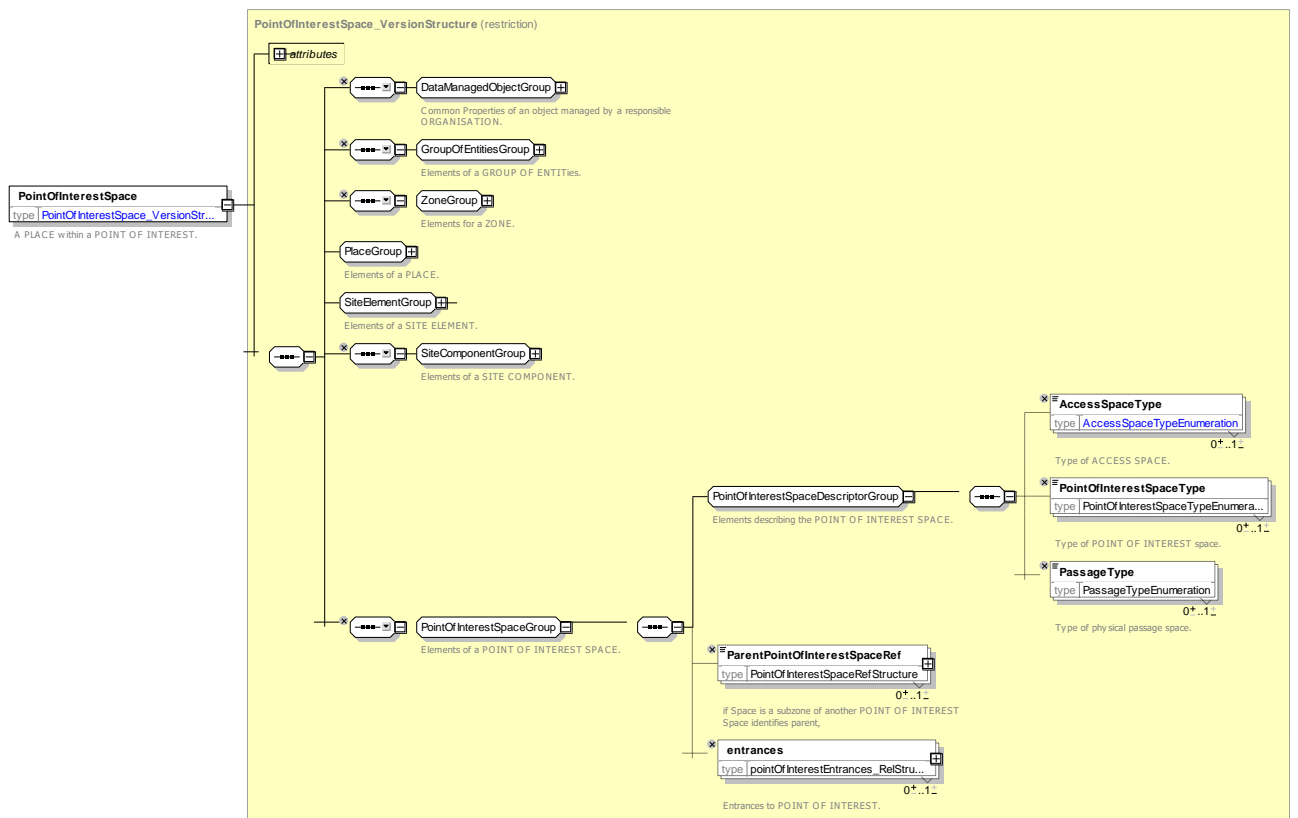 PointOfInterestSpace_VersionStructure (restriction)
attributes
DataManagedObjectGroup
Common Properties of an object managed by a responsible
ORGANISATION.
GroupOfEntitiesGroup
Elements of a GROUP OF ENTITies.
PointOfInterestSpace
type PointOfInterestSpace_VersionStr...
A PLACE within a POINT OF INTEREST.
ZoneGroup
Elements for a ZONE.
PlaceGroup
Elements of a PLACE.
SiteElementGroup
Elements of a SITE ELEMENT.
SiteComponentGroup
Elements of a SITE COMPONENT.
AccessSpaceType
type AccessSpaceTypeEnumeration
0..1
Type of ACCESS SPACE.
PointOfInterestSpaceDescriptorGroup
Elements describing the POINT OF INTEREST SPACE.
PointOfInterestSpaceType
type PointOfInterestSpaceTypeEnumera...
0..1
Type of POINT OF INTEREST space.
PassageType
type PassageTypeEnumeration
0..1
Type of physical passage space.
PointOfInterestSpaceGroup
Elements of a POINT OF INTEREST SPACE.
ParentPointOfInterestSpaceRef
type PointOfInterestSpaceRefStructure
0..1
if Space is a subzone of another POINT OF INTEREST
Space identifies parent,
entrances
type pointOfInterestEntrances_RelStru...
0..1
Entrances to POINT OF INTEREST.